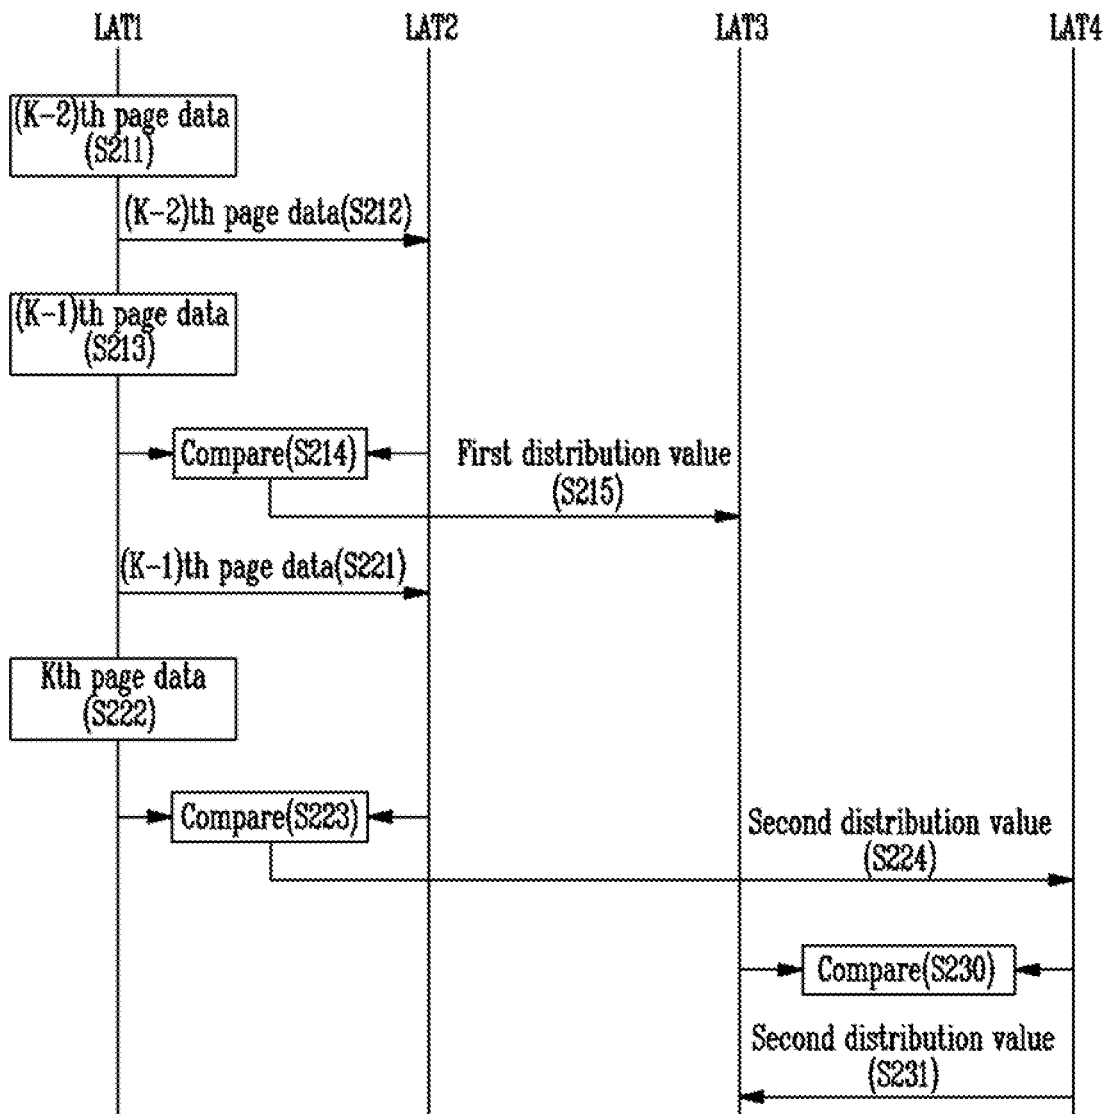 LAT1 LAT2 LAT3 LAT4
(K-2)th page data
(S211)
(K-2)th page data(S212)
(K-1)th page data
(S213)
Compare(S214)
First distribution value
(S215)
(K-1)th page data(S221)
Kth page data
(S222)
Compare(S223)
Second distribution value
(S224)
Compare(S230)
Second distribution value
(S231)